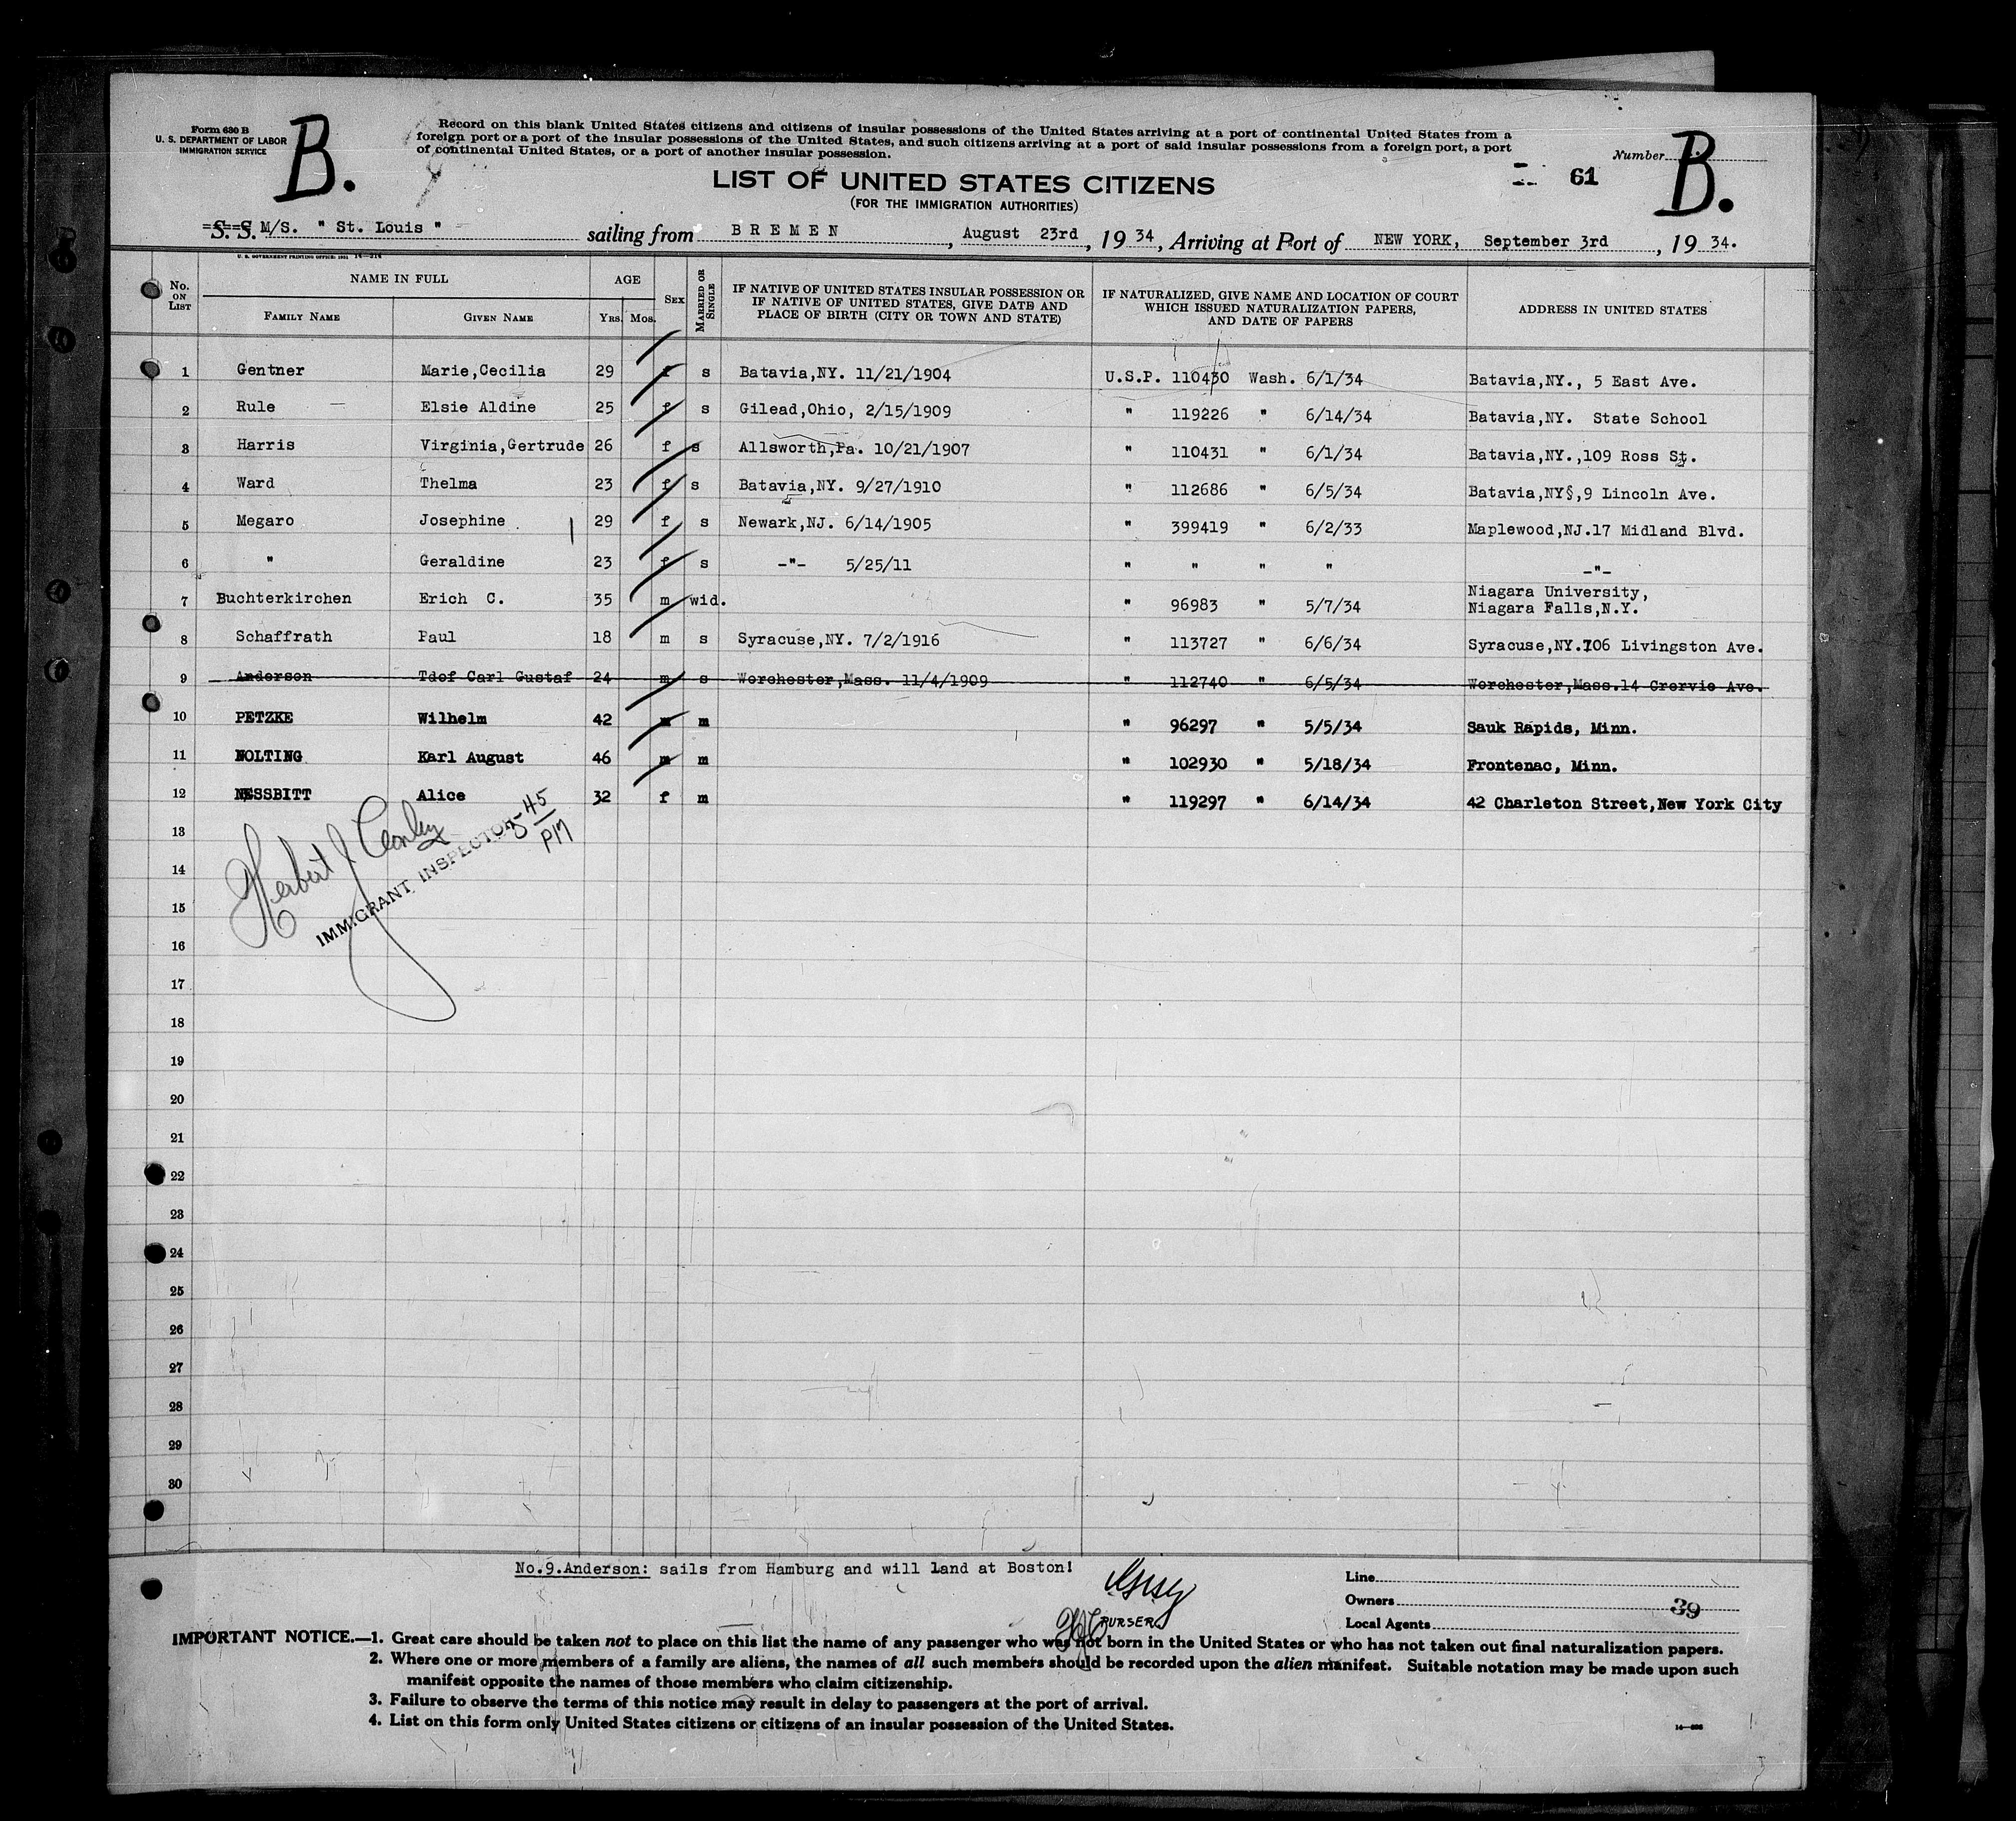 Form 630 B
U. S. DEPARTMENT OF LABOR
IMMIGRATION SERVICE
B.
Record on this blank United States citizens and citizens of insular possessions of the United States arriving at a port of continental United States from a
foreign port or a port of the insular possessions of the United States, and such citizens arriving at a port of said insular possessions from a foreign port, a port
of continental United States, or a port of another insular possession.
Number B.
61
LIST OF UNITED STATES CITIZENS
(FOR THE IMMIGRATION AUTHORITIES)
S. S. M/S. " St. Louis " sailing from BREMEN, August 23rd, 19 34, Arriving at Port of NEW YORK, September 3rd, 19 34.
No. ON LIST NAME IN FULL AGE SEX MARRIED OR SINGLE IF NATIVE OF UNITED STATES INSULAR POSSESSION OR IF NATIVE OF UNITED STATES, GIVE DATE AND PLACE OF BIRTH (CITY OR TOWN AND STATE) IF NATURALIZED, GIVE NAME AND LOCATION OF COURT WHICH ISSUED NATURALIZATION PAPERS, AND DATE OF PAPERS ADDRESS IN UNITED STATES
FAMILY NAME GIVEN NAME YRS. MOS.
1 Gentner Marie,Cecilia 29 f s Batavia,NY. 11/21/1904 U.S.P. 110430 Wash. 6/1/34 Batavia,NY., 5 East Ave.
2 Rule Elsie Aldine 25 f s Gilead,Ohio, 2/15/1909 " 119226 " 6/14/34 Batavia,NY. State School
3 Harris Virginia,Gertrude 26 f s Allsworth,Pa. 10/21/1907 " 110431 " 6/1/34 Batavia,NY.,109 Ross St.
4 Ward Thelma 23 f s Batavia,NY. 9/27/1910 " 112686 " 6/5/34 Batavia,NY§,9 Lincoln Ave.
5 Megaro Josephine 29 f s Newark,NJ. 6/14/1905 " 399419 " 6/2/33 Maplewood,NJ.17 Midland Blvd.
6 " Geraldine 23 f s -"- 5/25/11 " " " " -"-
7 Buchterkirchen Erich C. 35 m wid. " 96983 " 5/7/34 Niagara University,
Niagara Falls,N.Y.
8 Schaffrath Paul 18 m s Syracuse,NY. 7/2/1916 " 113727 " 6/6/34 Syracuse,NY.706 Livingston Ave.
9 Anderson Tdof Carl Gustaf 24 m s Worchester,Mass. 11/4/1909 " 112740 " 6/5/34 Worchester,Mass.14 Crervie Ave.
10 PETZKE Wilhelm 42 m m " 96297 " 5/5/34 Sauk Rapids, Minn.
11 NOLTING Karl August 46 m m " 102930 " 5/18/34 Frontenac, Minn.
12 NESSBITT Alice 32 f m " 119297 " 6/14/34 42 Charleton Street,New York City
13
Herbert J
45
PM
IMMIGRANT INSPECTOR
14
15
16
17
18
19
20
21
22
23
24
25
26
27
28
29
30
No.9.Anderson: sails from Hamburg and will land at Boston!
PURSER
Line
Owners
39
Local Agents
IMPORTANT NOTICE.—1. Great care should be taken not to place on this list the name of any passenger who was not born in the United States or who has not taken out final naturalization papers.
2. Where one or more members of a family are aliens, the names of all such members should be recorded upon the alien manifest. Suitable notation may be made upon such
manifest opposite the names of those members who claim citizenship.
3. Failure to observe the terms of this notice may result in delay to passengers at the port of arrival.
4. List on this form only United States citizens or citizens of an insular possession of the United States.